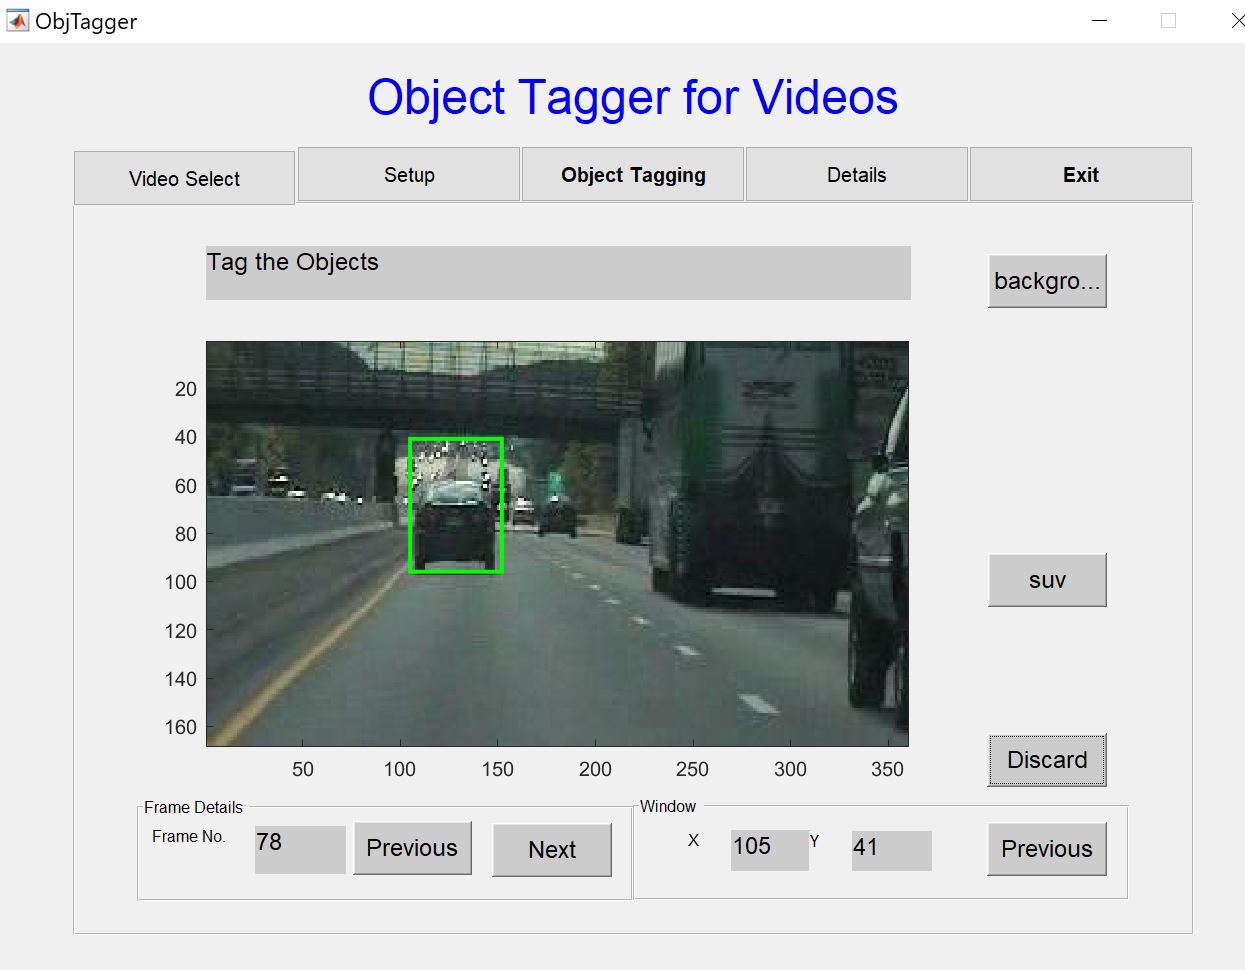 ObjTagger
Object Tagger for Videos
Video Select
Setup
Object Tagging
Details
Exit
Tag the Objects
backgro...
20
40
60
80
100
120
140
160
50
100
150
200
250
300
350
suv
Discard
Frame Details
Frame No.
78
Previous
Next
Window
X
105
Y
41
Previous